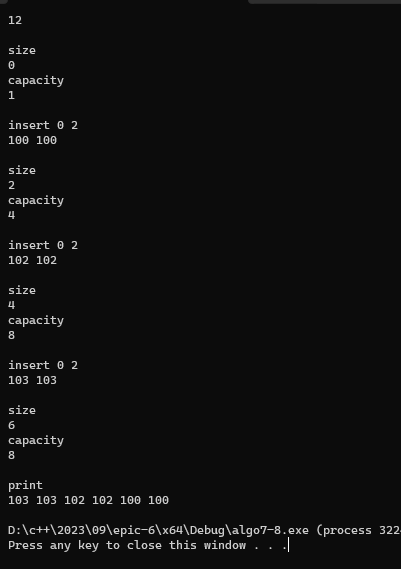 12
size
0
capacity
1
insert 0 2
100 100
size
2
capacity
4
insert 0 2
102 102
size
4
capacity
8
insert 0 2
103 103
size
6
capacity
8
print
103 103 102 102 100 100
D:\c++\2023\09\epic-6\x64\Debug\algo7-8.exe (process 322
Press any key to close this window . . .